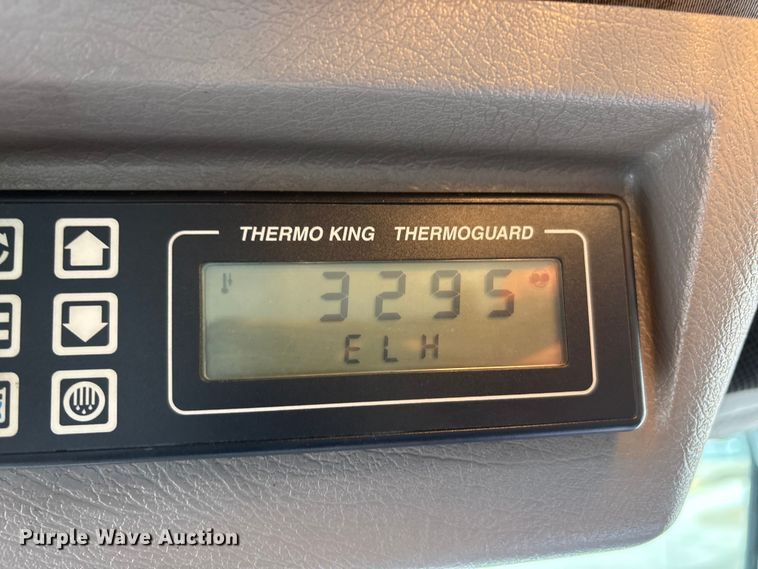 THERMO KING THERMOGUARD
3295
ELH
Purple Wave Auction